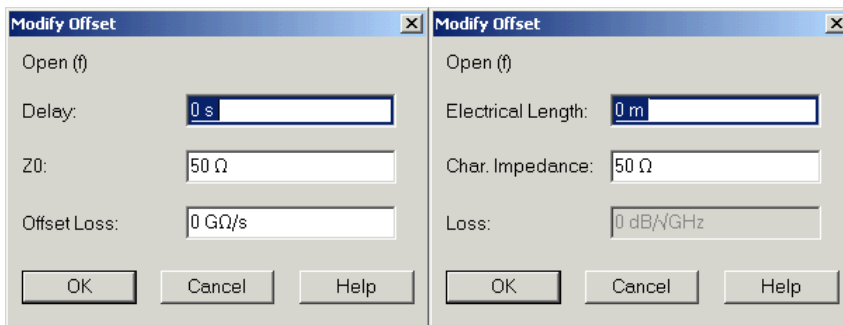 Modify Offset
Open (f)
Delay: 0 s
Z0: 50 Ω
Offset Loss: 0 GΩ/s
OK Cancel Help
Modify Offset
Open (f)
Electrical Length: 0 m
Char. Impedance: 50 Ω
Loss: 0 dB/√GHz
OK Cancel Help